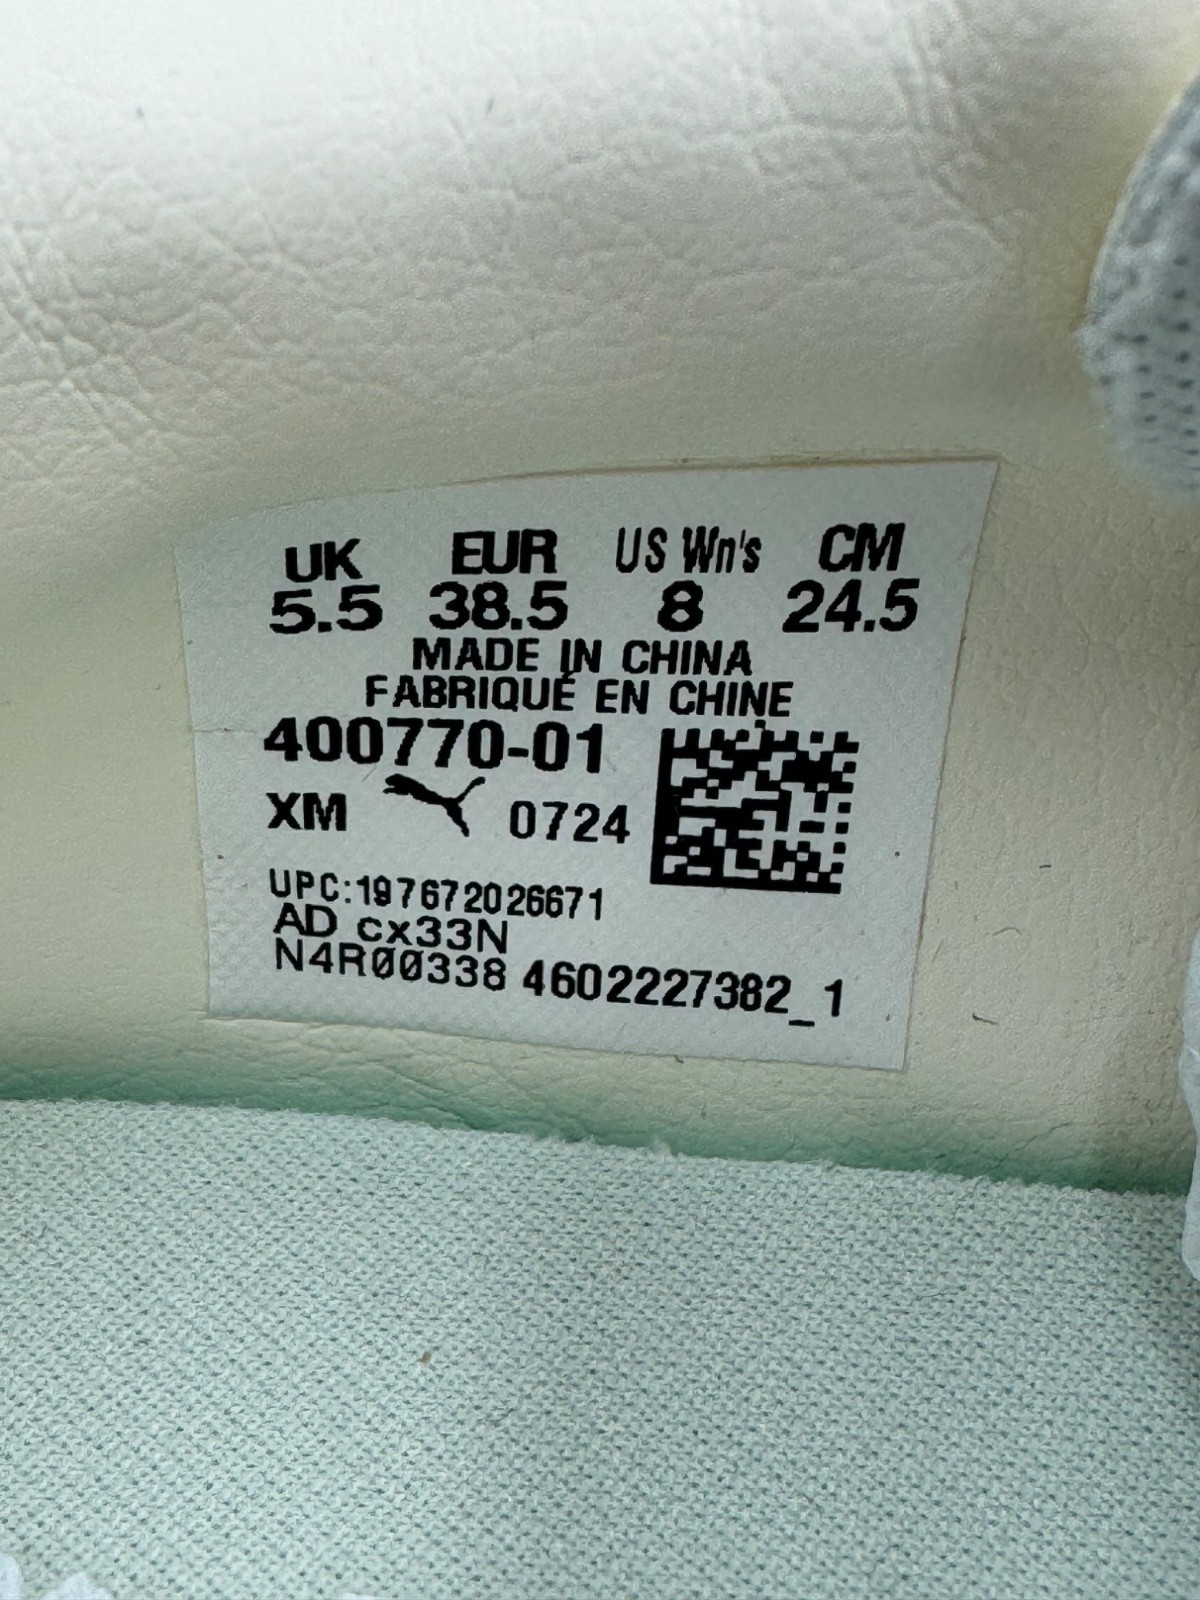 UK EUR US Wn's CM
5.5 38.5 8 24.5
MADE IN CHINA
FABRIQUÉ EN CHINE
400770-01
XM 0724
UPC:197672026671
AD cx33N
N4R00338 4602227382_1